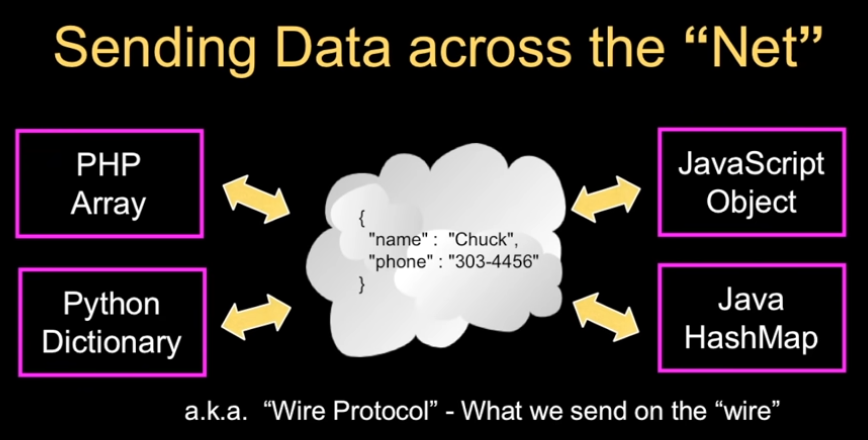 Sending Data across the “Net”
PHP
Array
JavaScript
Object
{
"name" : "Chuck",
"phone" : "303-4456"
}
Python
Dictionary
Java
HashMap
a.k.a. “Wire Protocol” - What we send on the “wire”